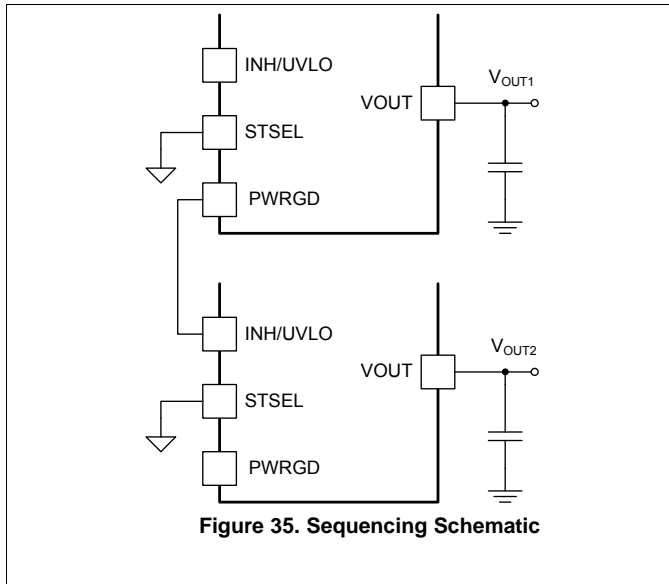 INH/UVLO
VOUT
VOUT1
STSEL
PWRGD
INH/UVLO
VOUT
VOUT2
STSEL
PWRGD
Figure 35. Sequencing Schematic